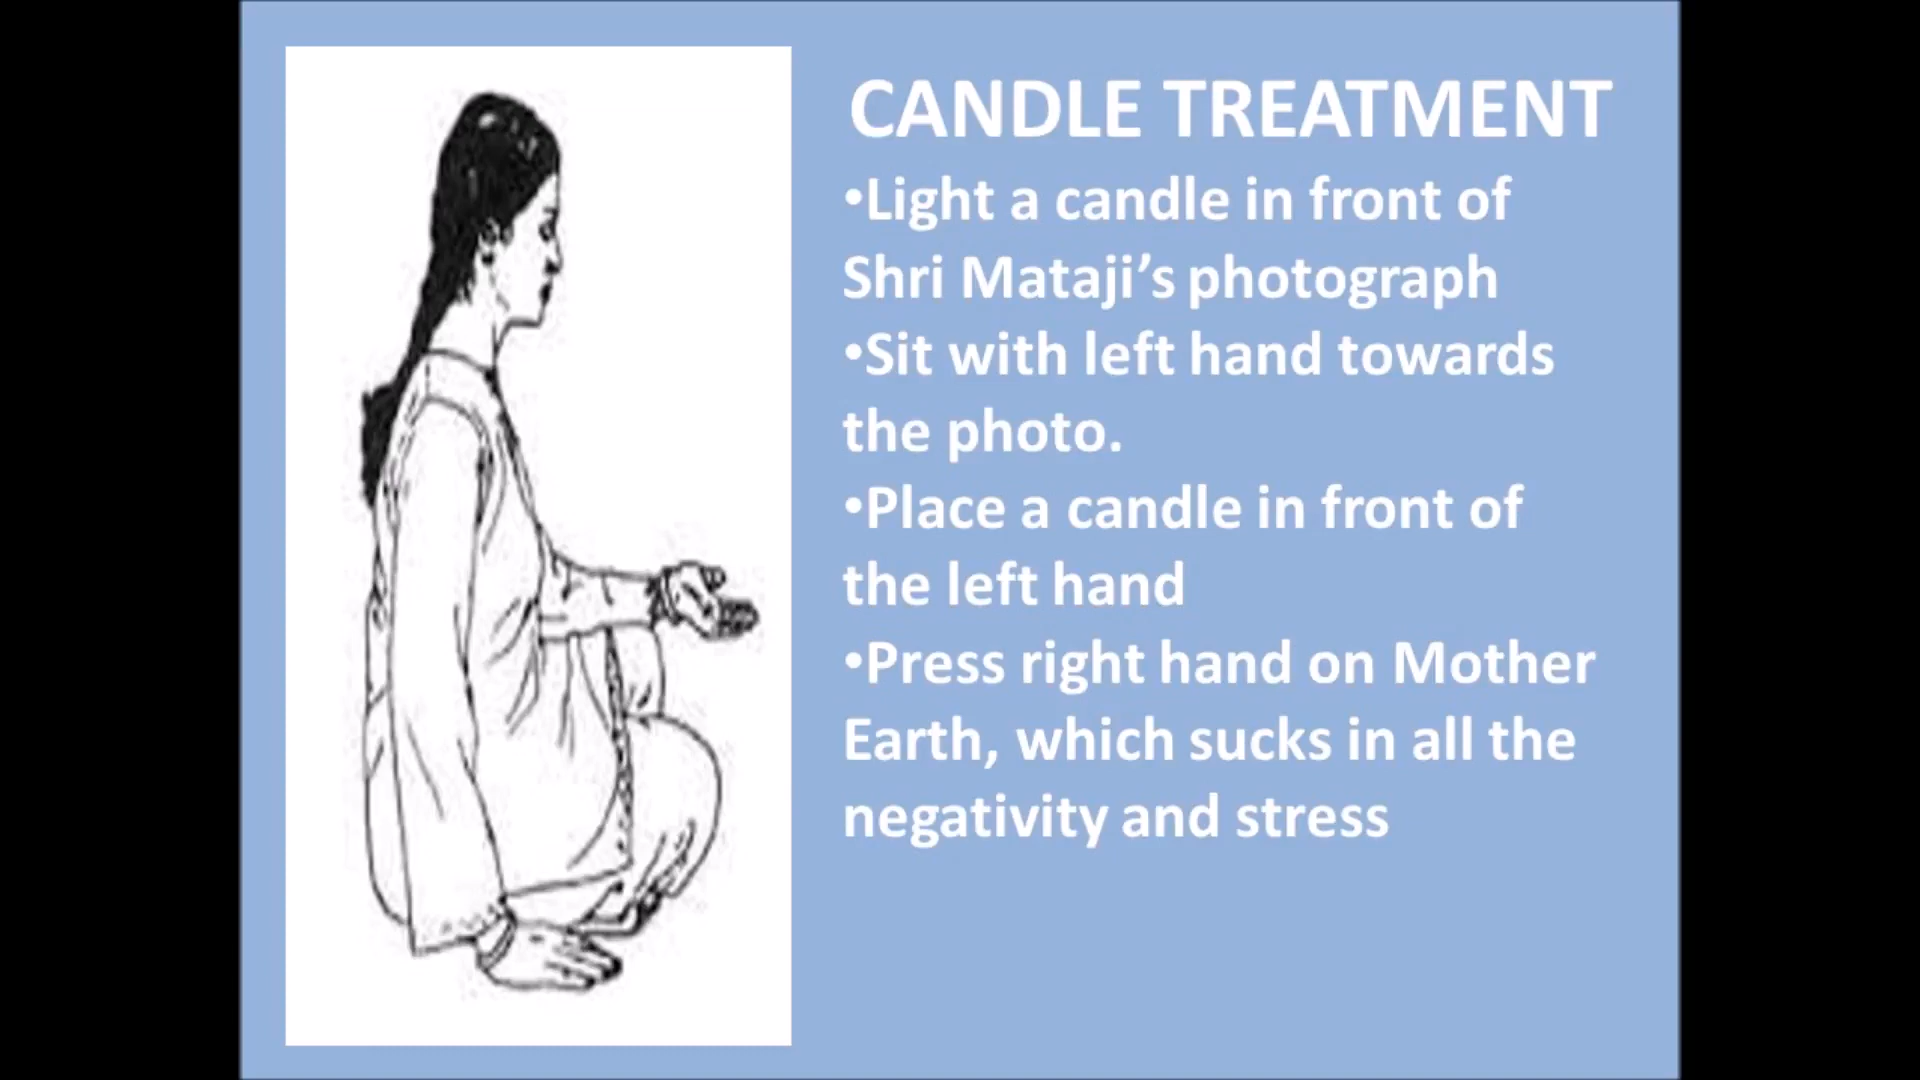 CANDLE TREATMENT
•Light a candle in front of
Shri Mataji’s photograph
•Sit with left hand towards
the photo.
•Place a candle in front of
the left hand
•Press right hand on Mother
Earth, which sucks in all the
negativity and stress